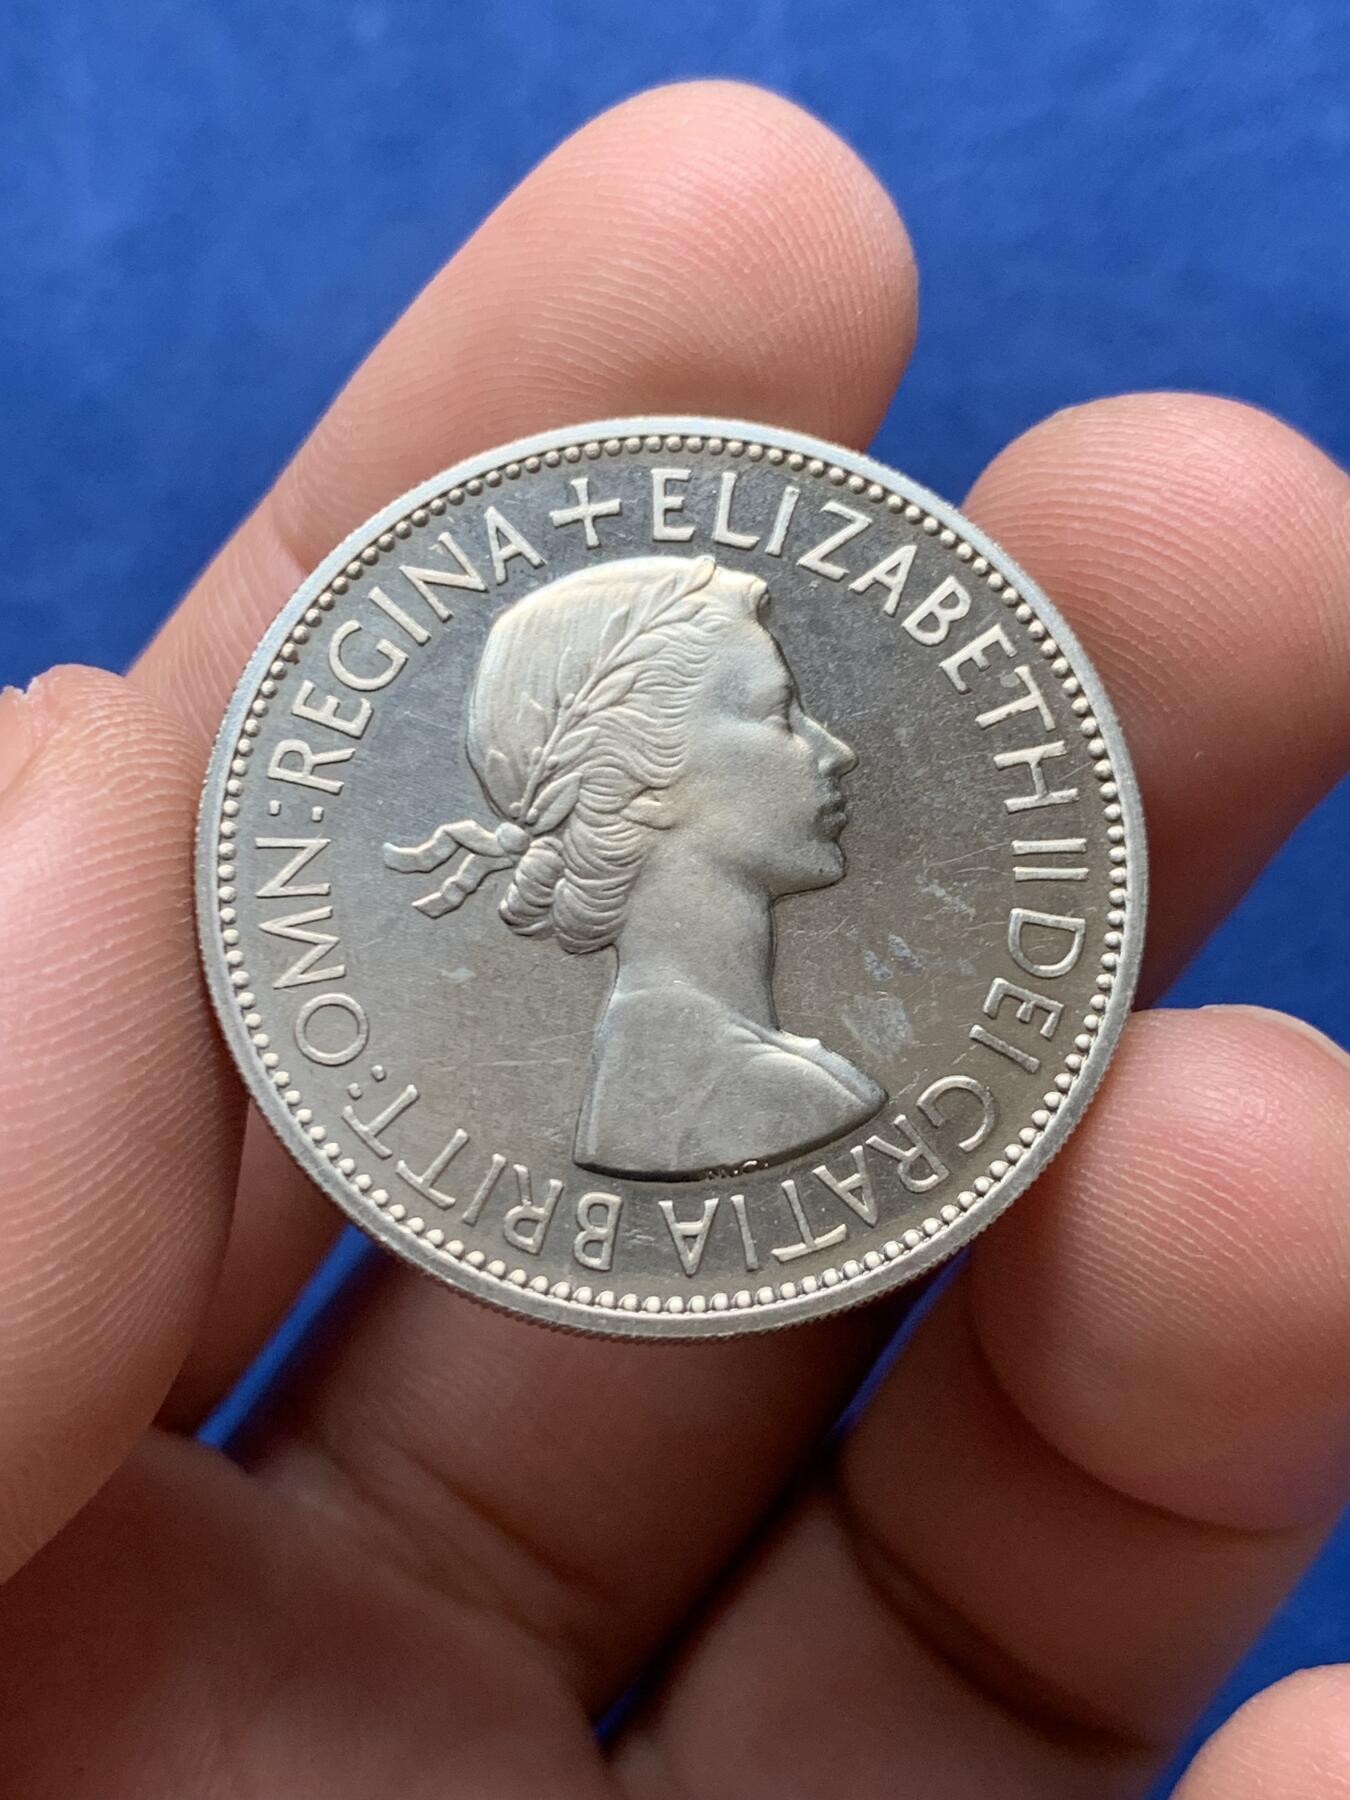 + ELIZABETH II DEI GRATIA BRITT: OMN: REGINA
M.G.